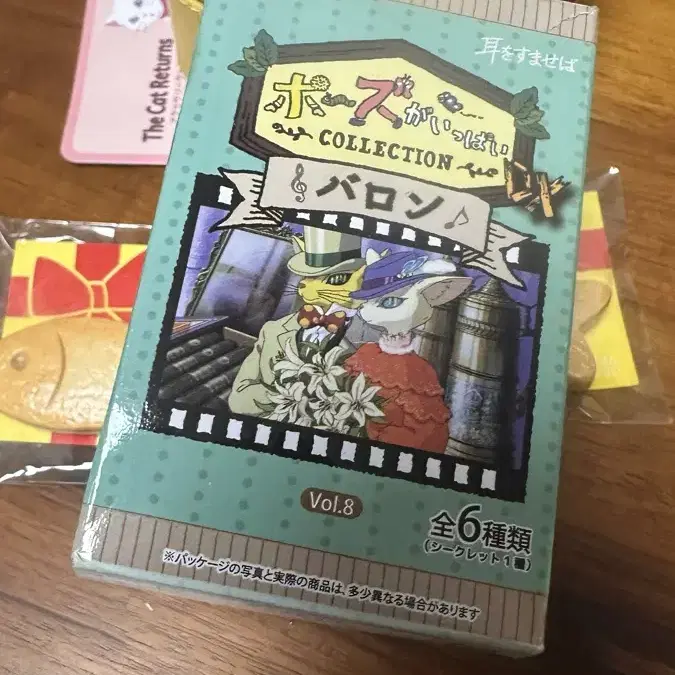 The Cat Returns
耳をすませば
ポーズがいっぱい
COLLECTION
DX
バロン
Vol.8
全6種類
(シークレット1種)
※パッケージの写真と実際の商品は、多少異なる場合があります